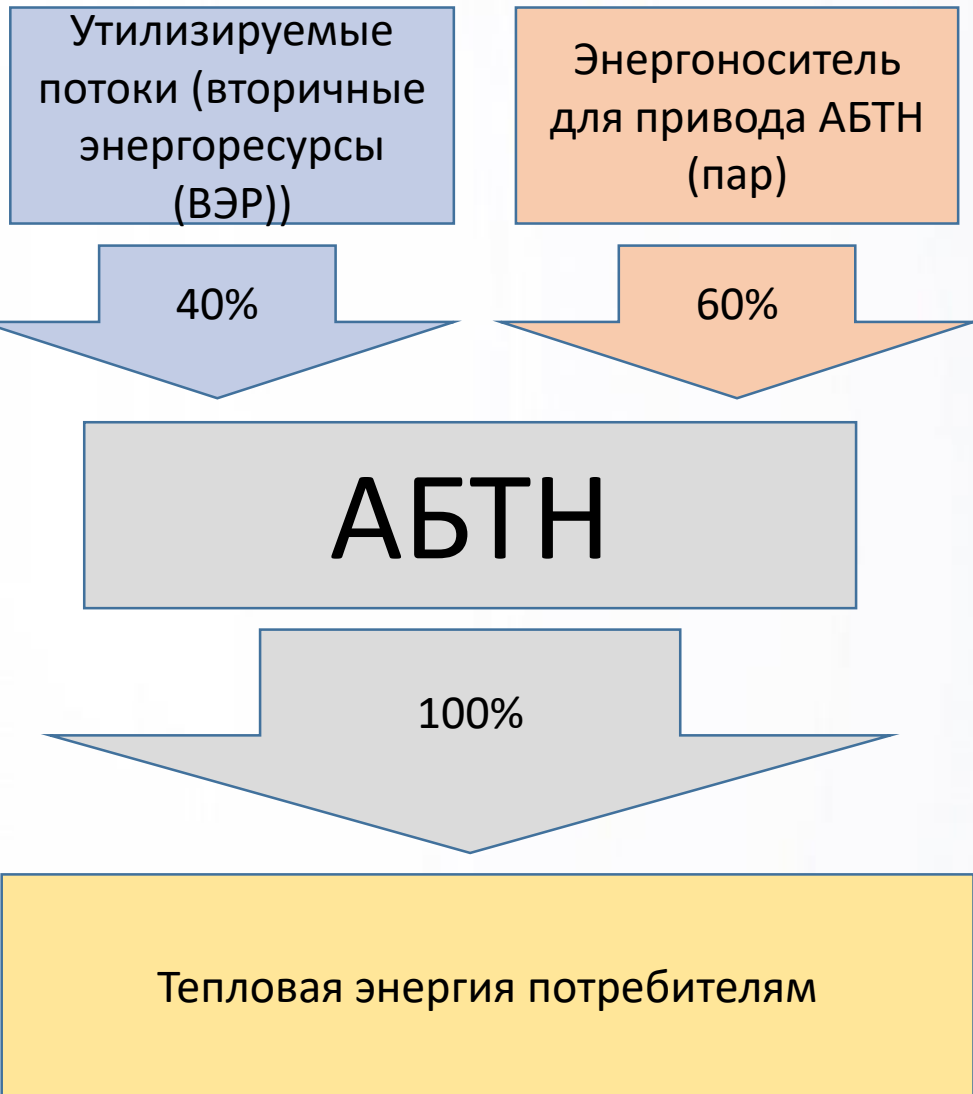 Утилизируемые
потоки (вторичные
энергоресурсы
(ВЭР))
Энергоноситель
для привода АБТН
(пар)
40%
60%
АБТН
100%
Тепловая энергия потребителям